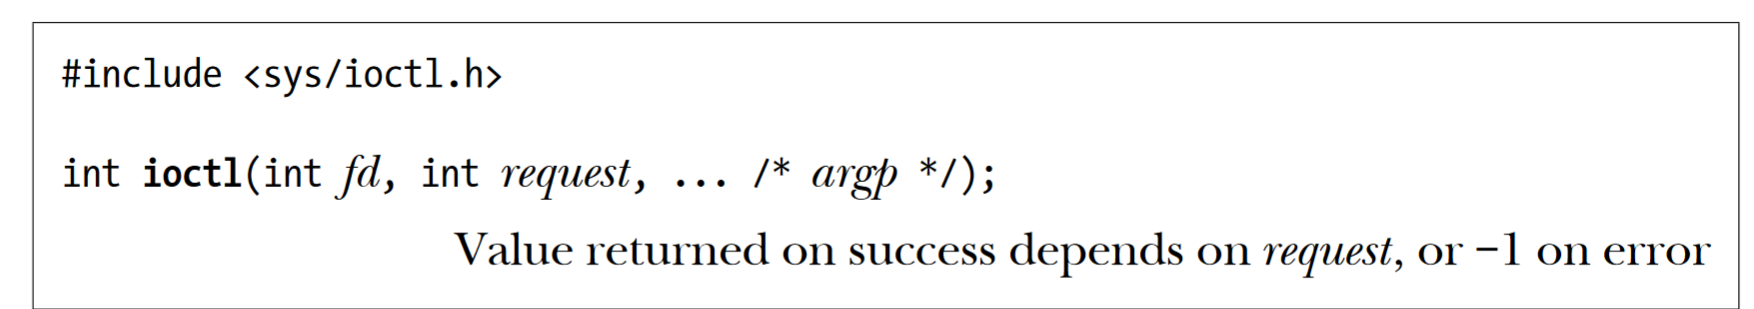 #include <sys/ioctl.h>
int ioctl(int fd, int request, ... /* argp */);
Value returned on success depends on request, or −1 on error